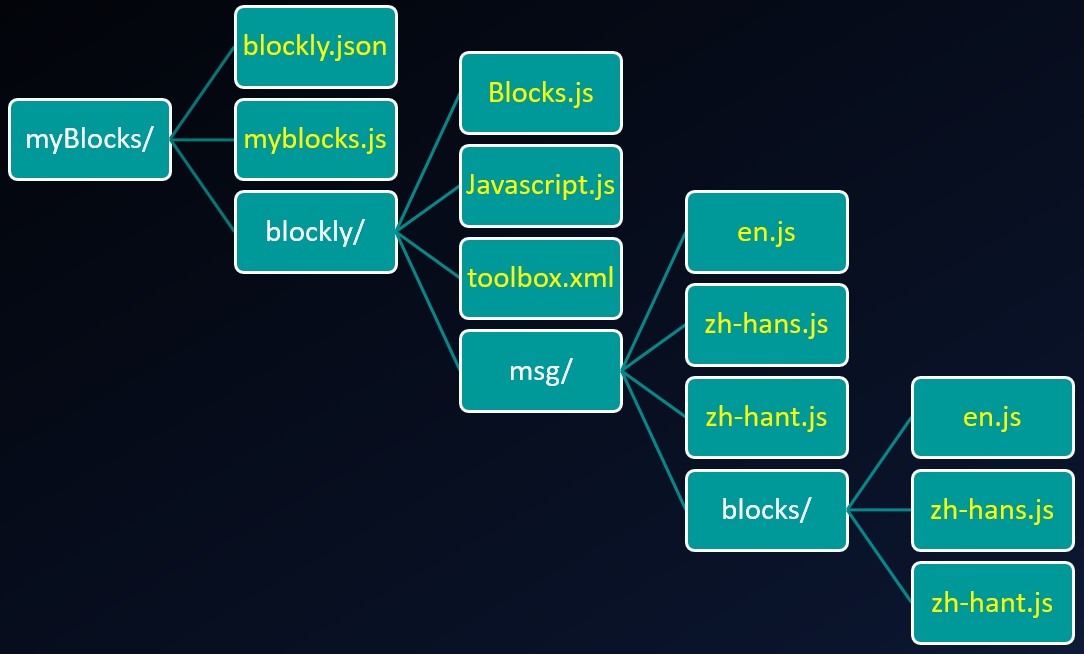 myBlocks/
blockly.json
myblocks.js
blockly/
Blocks.js
Javascript.js
toolbox.xml
msg/
en.js
zh-hans.js
zh-hant.js
blocks/
en.js
zh-hans.js
zh-hant.js